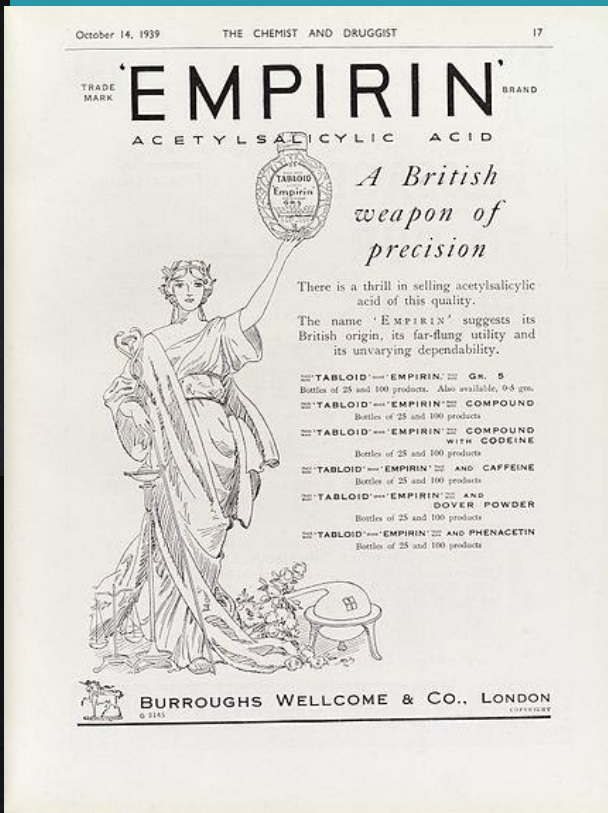 October 14, 1939 THE CHEMIST AND DRUGGIST 17
TRADE MARK 'EMPIRIN' BRAND
ACETYLSALICYLIC ACID
TABLOID
Empirin
A British
weapon of
precision
There is a thrill in selling acetylsalicylic
acid of this quality.
The name 'EMPIRIN' suggests its
British origin, its far-flung utility and
its unvarying dependability.
'TABLOID' 'EMPIRIN,' GR. 5
Bottles of 25 and 100 products. Also available, 0·5 gm.
'TABLOID' 'EMPIRIN' COMPOUND
Bottles of 25 and 100 products
'TABLOID' 'EMPIRIN' COMPOUND
WITH CODEINE
Bottles of 25 and 100 products
'TABLOID' 'EMPIRIN' AND CAFFEINE
Bottles of 25 and 100 products
'TABLOID' 'EMPIRIN' AND
DOVER POWDER
Bottles of 25 and 100 products
'TABLOID' 'EMPIRIN' AND PHENACETIN
Bottles of 25 and 100 products
BURROUGHS WELLCOME & CO., LONDON
COPYRIGHT